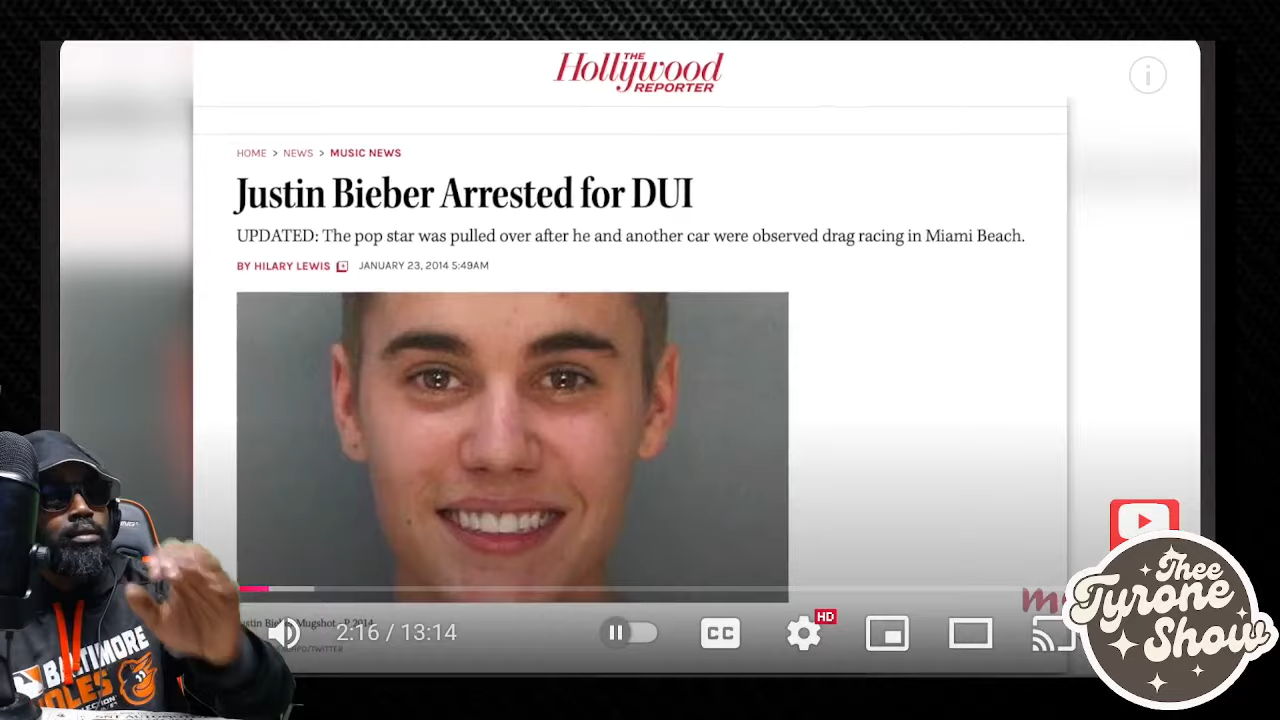 THE
Hollywood
REPORTER
HOME > NEWS > MUSIC NEWS
Justin Bieber Arrested for DUI
UPDATED: The pop star was pulled over after he and another car were observed drag racing in Miami Beach.
BY HILARY LEWIS JANUARY 23, 2014 5:49AM
Mugshot
2:16 / 13:14
CC
HD
Thee
Tyrone
Show
BALTIMORE